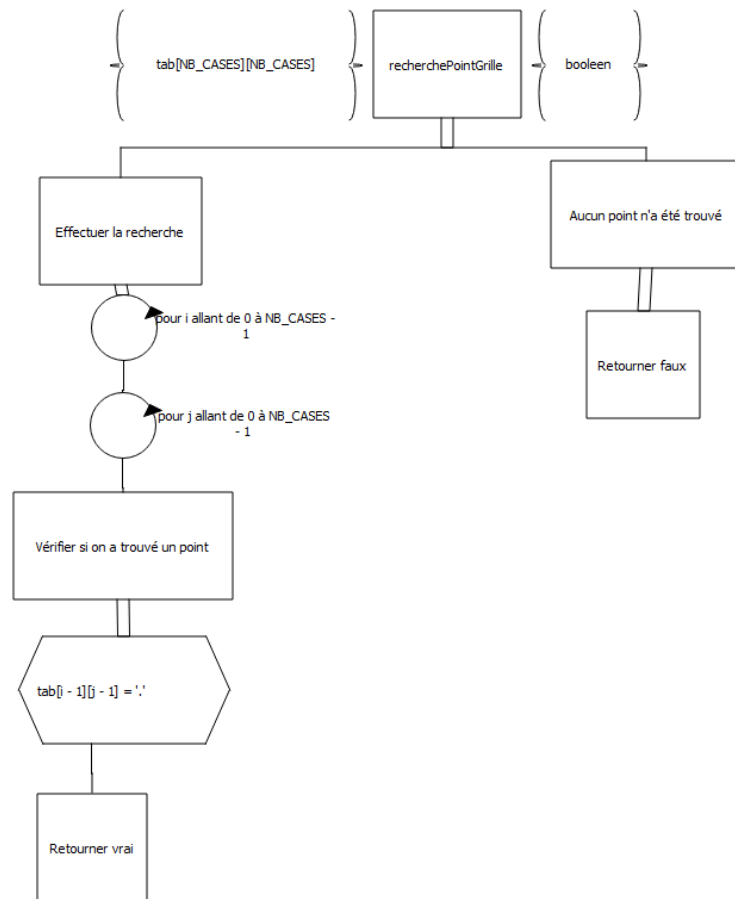 tab[NB_CASES][NB_CASES]
recherchePointGrille
booleen
Effectuer la recherche
Aucun point n'a été trouvé
pour i allant de 0 à NB_CASES -
1
Retourner faux
pour j allant de 0 à NB_CASES
- 1
Vérifier si on a trouvé un point
tab[i - 1][j - 1] = '.'
Retourner vrai